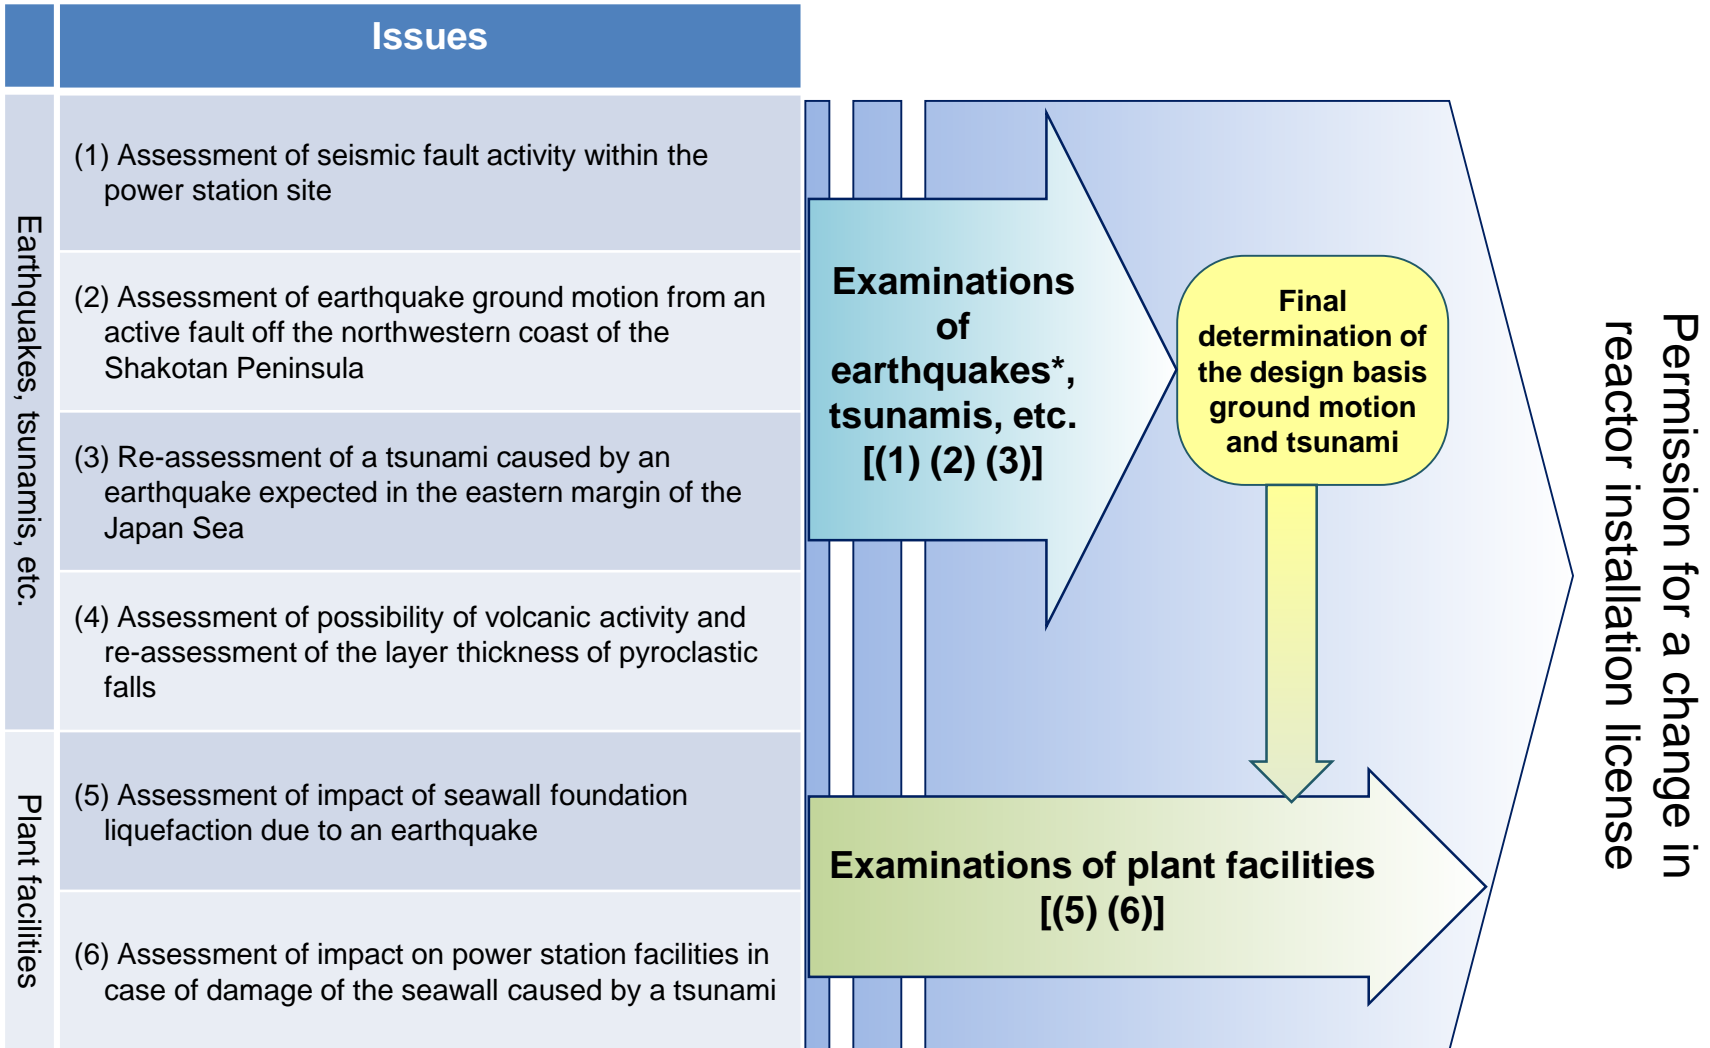 Issues
Earthquakes, tsunamis, etc.
(1) Assessment of seismic fault activity within the
power station site
(2) Assessment of earthquake ground motion from an
active fault off the northwestern coast of the
Shakotan Peninsula
(3) Re-assessment of a tsunami caused by an
earthquake expected in the eastern margin of the
Japan Sea
(4) Assessment of possibility of volcanic activity and
re-assessment of the layer thickness of pyroclastic
falls
Plant facilities
(5) Assessment of impact of seawall foundation
liquefaction due to an earthquake
(6) Assessment of impact on power station facilities in
case of damage of the seawall caused by a tsunami
Examinations
of
earthquakes*,
tsunamis, etc.
[(1) (2) (3)]
Final
determination of
the design basis
ground motion
and tsunami
Examinations of plant facilities
[(5) (6)]
Permission for a change in
reactor installation license